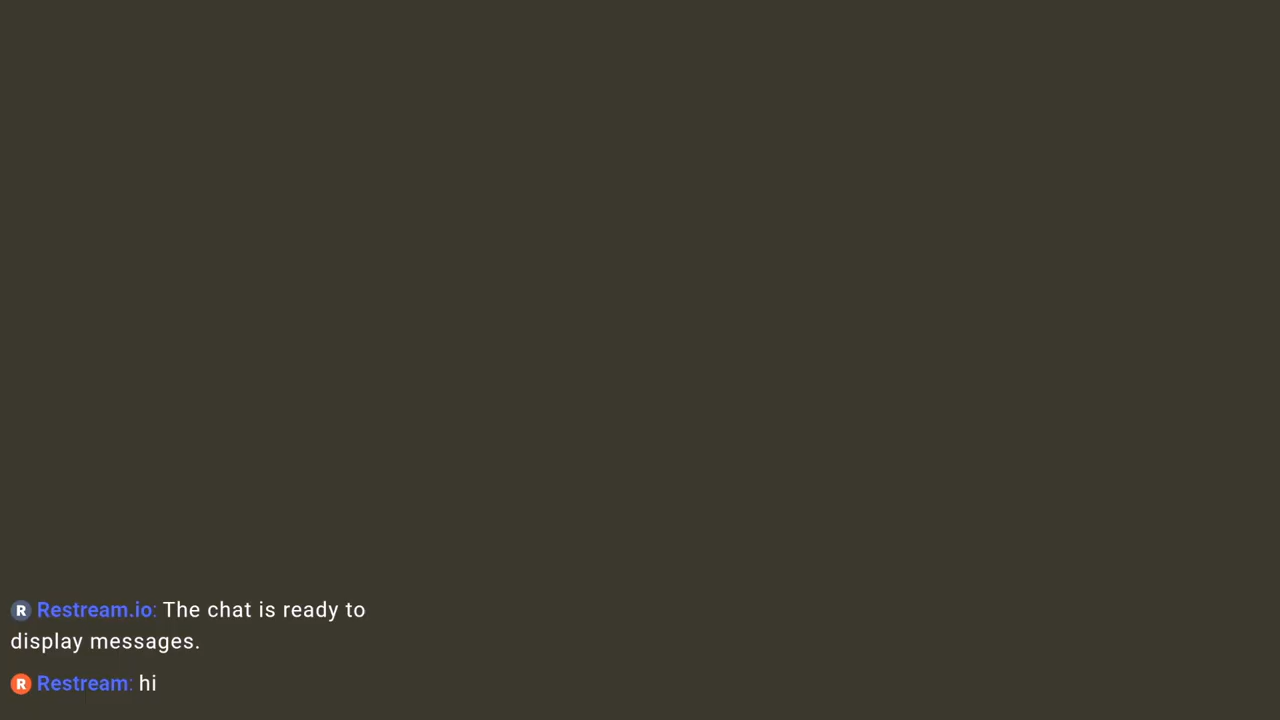 R Restream.io: The chat is ready to
display messages.
R Restream: hi